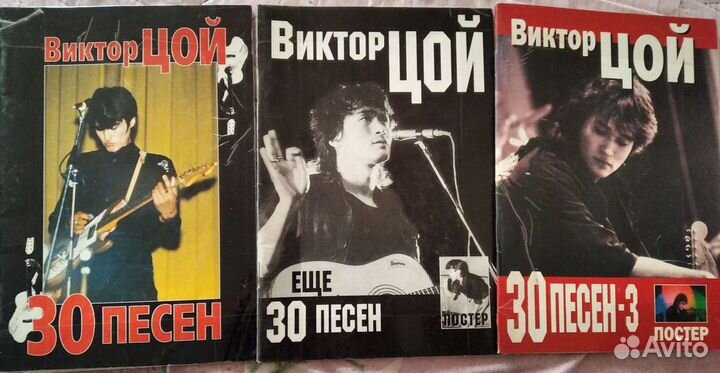 Виктор ЦОЙ
30 ПЕСЕН
Виктор ЦОЙ
ЕЩЕ
30 ПЕСЕН
ПОСТЕР
Виктор ЦОЙ
30 ПЕСЕН-3
ПОСТЕР
Avito